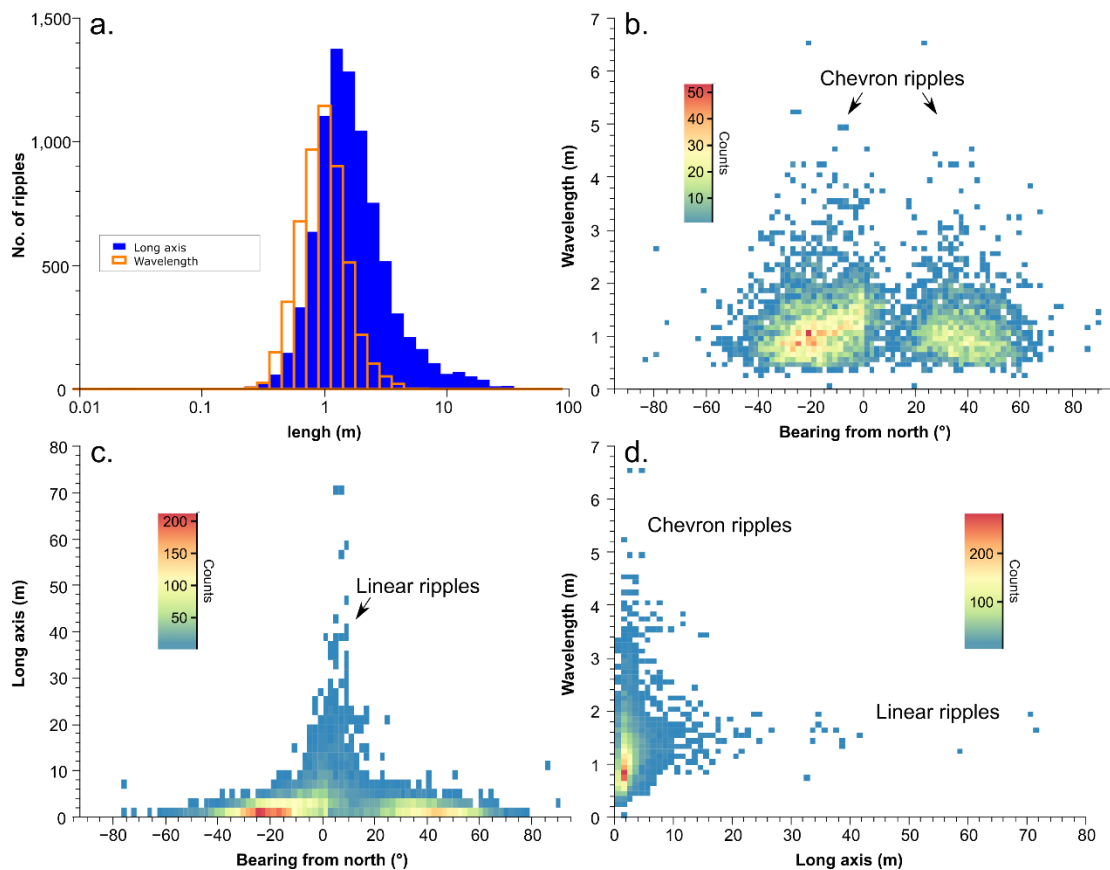 a.
1,500
1,000
500
0
No. of ripples
Long axis
Wavelength
0.01 0.1 1 10 100
lengh (m)
b.
7
6
5
4
3
2
1
0
Wavelength (m)
50
40
30
20
10
Counts
Chevron ripples
−80 −60 −40 −20 0 20 40 60 80
Bearing from north (°)
c.
80
70
60
50
40
30
20
10
0
Long axis (m)
200
150
100
50
Counts
Linear ripples
−80 −60 −40 −20 0 20 40 60 80
Bearing from north (°)
d.
7
6
5
4
3
2
1
0
Wavelength (m)
Chevron ripples
200
100
Counts
Linear ripples
0 10 20 30 40 50 60 70 80
Long axis (m)